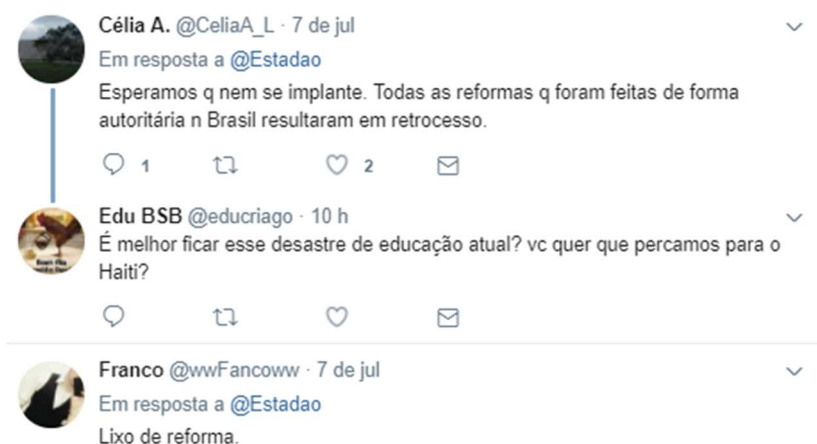 Célia A. @CeliaA_L · 7 de jul
Em resposta a @Estadao
Esperamos q nem se implante. Todas as reformas q foram feitas de forma
autoritária n Brasil resultaram em retrocesso.
1 2
Edu BSB @educriago · 10 h
É melhor ficar esse desastre de educação atual? vc quer que percamos para o
Haiti?
Franco @wwFancoww · 7 de jul
Em resposta a @Estadao
Lixo de reforma.